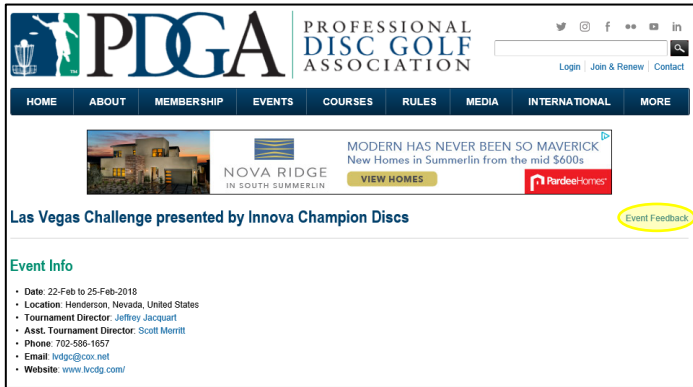 PDGA
PROFESSIONAL
DISC GOLF
ASSOCIATION
TM
Login | Join & Renew | Contact
HOME ABOUT MEMBERSHIP EVENTS COURSES RULES MEDIA INTERNATIONAL MORE
NOVA RIDGE
IN SOUTH SUMMERLIN
MODERN HAS NEVER BEEN SO MAVERICK
New Homes in Summerlin from the mid $600s
VIEW HOMES
PardeeHomes
Las Vegas Challenge presented by Innova Champion Discs
Event Feedback
Event Info
• Date: 22-Feb to 25-Feb-2018
• Location: Henderson, Nevada, United States
• Tournament Director: Jeffrey Jacquart
• Asst. Tournament Director: Scott Merritt
• Phone: 702-586-1657
• Email: lvdgc@cox.net
• Website: www.lvcdg.com/